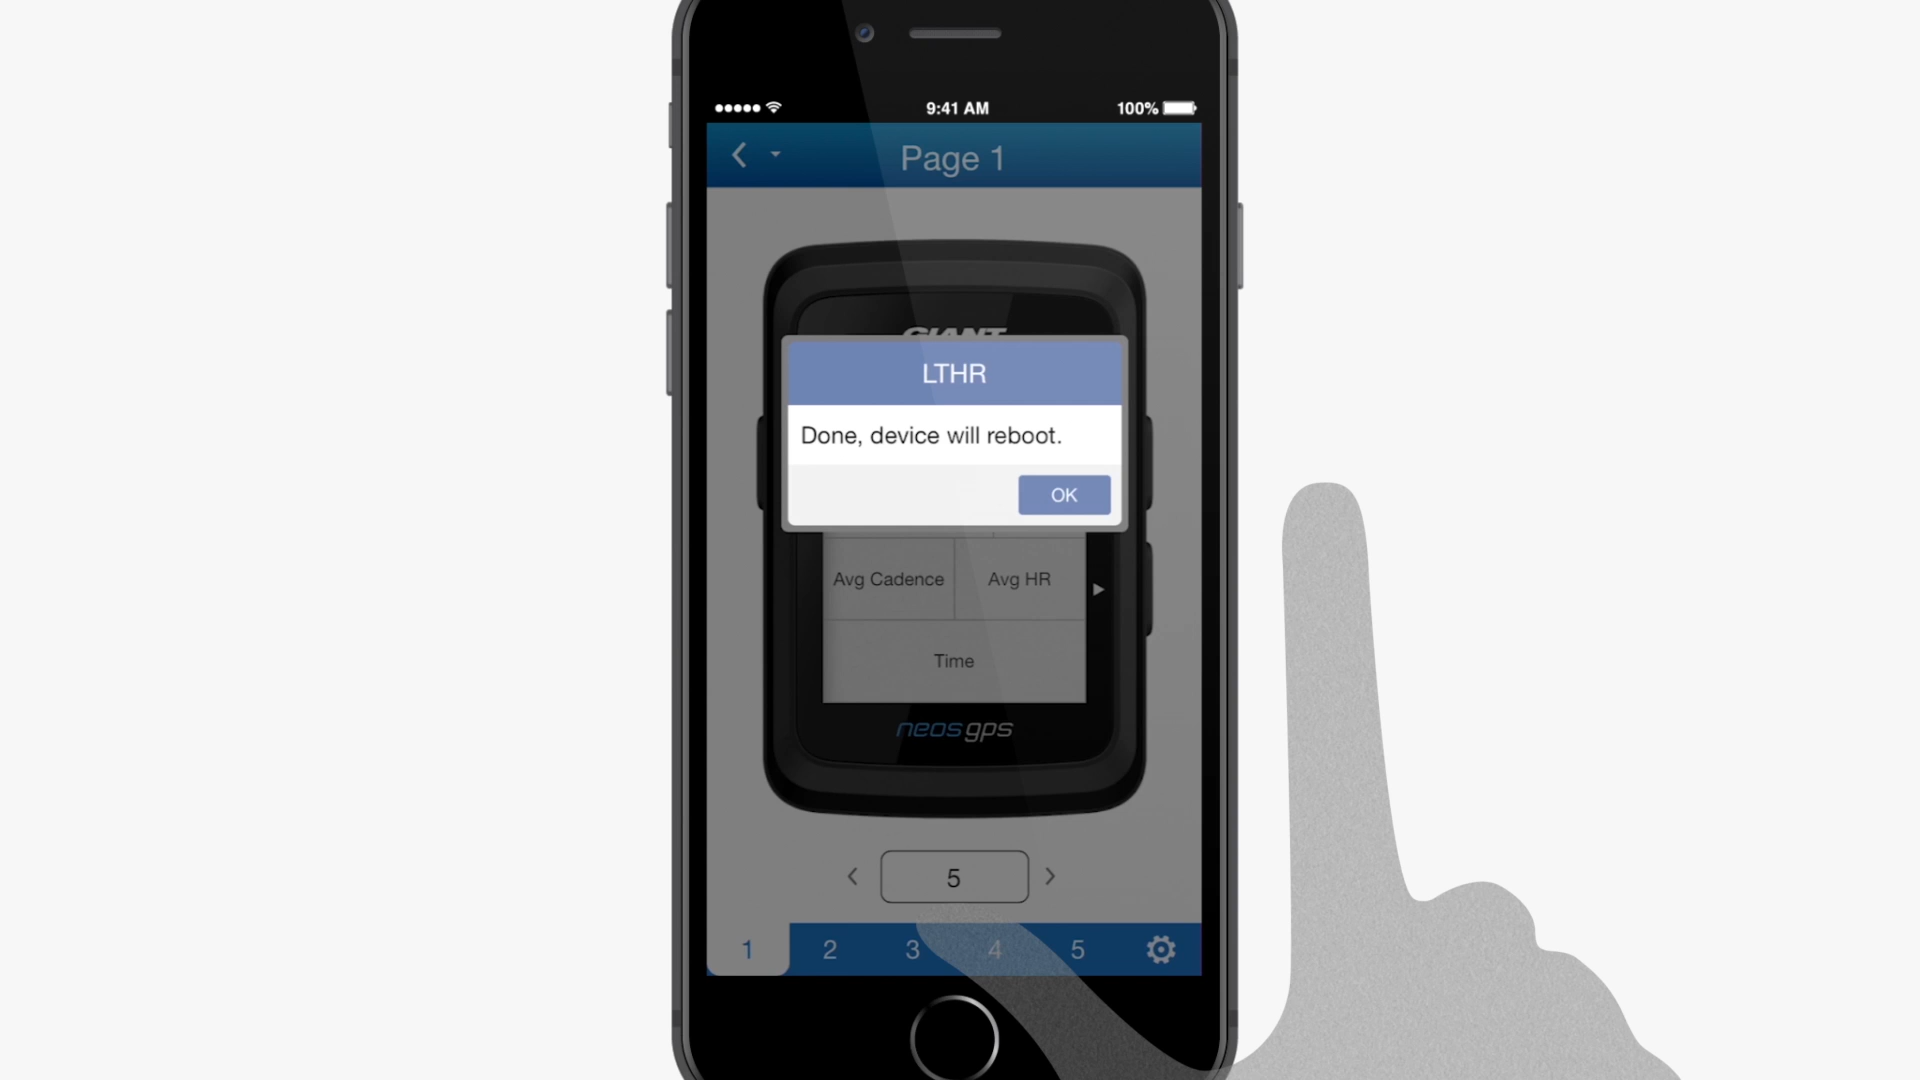 9:41 AM
100%
Page 1
GIANT
LTHR
Done, device will reboot.
OK
Avg Cadence
Avg HR
Time
neos gps
5
1
2
3
4
5